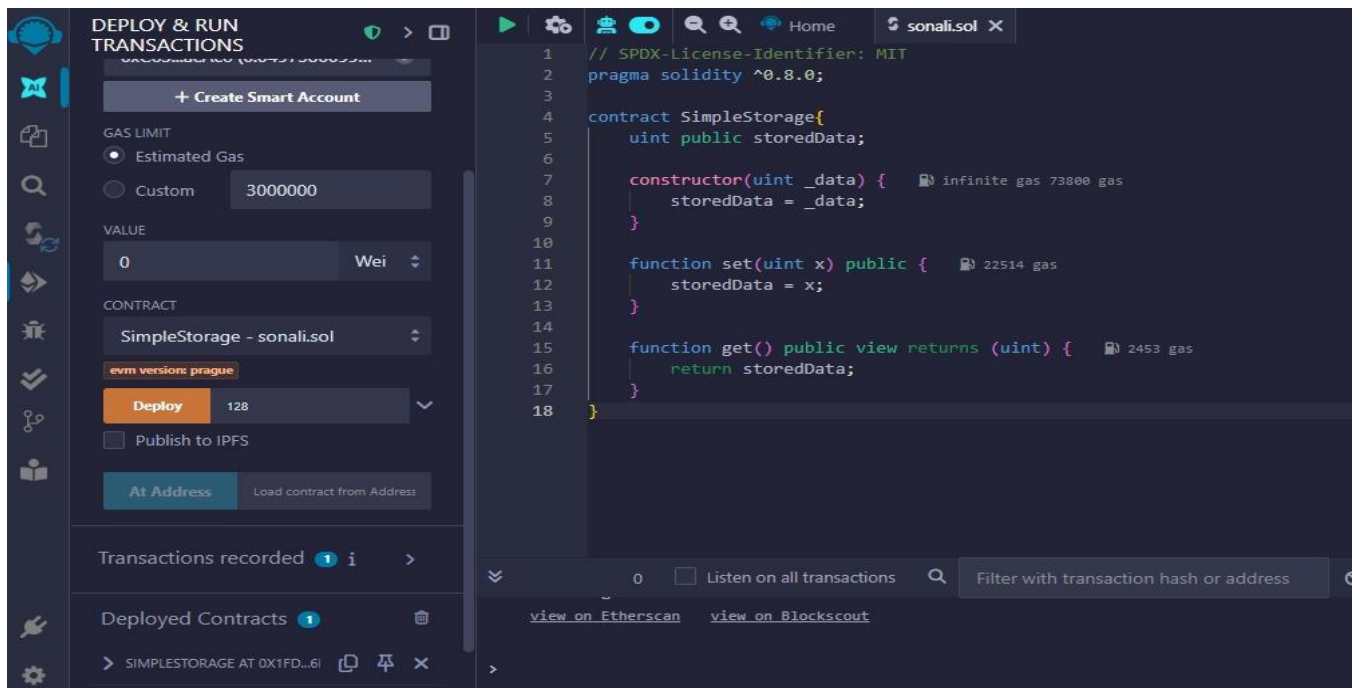 DEPLOY & RUN
TRANSACTIONS
+ Create Smart Account
GAS LIMIT
Estimated Gas
Custom 3000000
VALUE
0 Wei
CONTRACT
SimpleStorage - sonali.sol
evm version: prague
Deploy 128
Publish to IPFS
At Address Load contract from Address
Transactions recorded 1 i
Deployed Contracts 1
SIMPLESTORAGE AT 0X1FD...6
Home sonali.sol
1 // SPDX-License-Identifier: MIT
2 pragma solidity ^0.8.0;
3
4 contract SimpleStorage{
5 uint public storedData;
6
7 constructor(uint _data) { infinite gas 73800 gas
8 storedData = _data;
9 }
10
11 function set(uint x) public { 22514 gas
12 storedData = x;
13 }
14
15 function get() public view returns (uint) { 2453 gas
16 return storedData;
17 }
18 }
0 Listen on all transactions Filter with transaction hash or address
view on Etherscan view on Blockscout
>